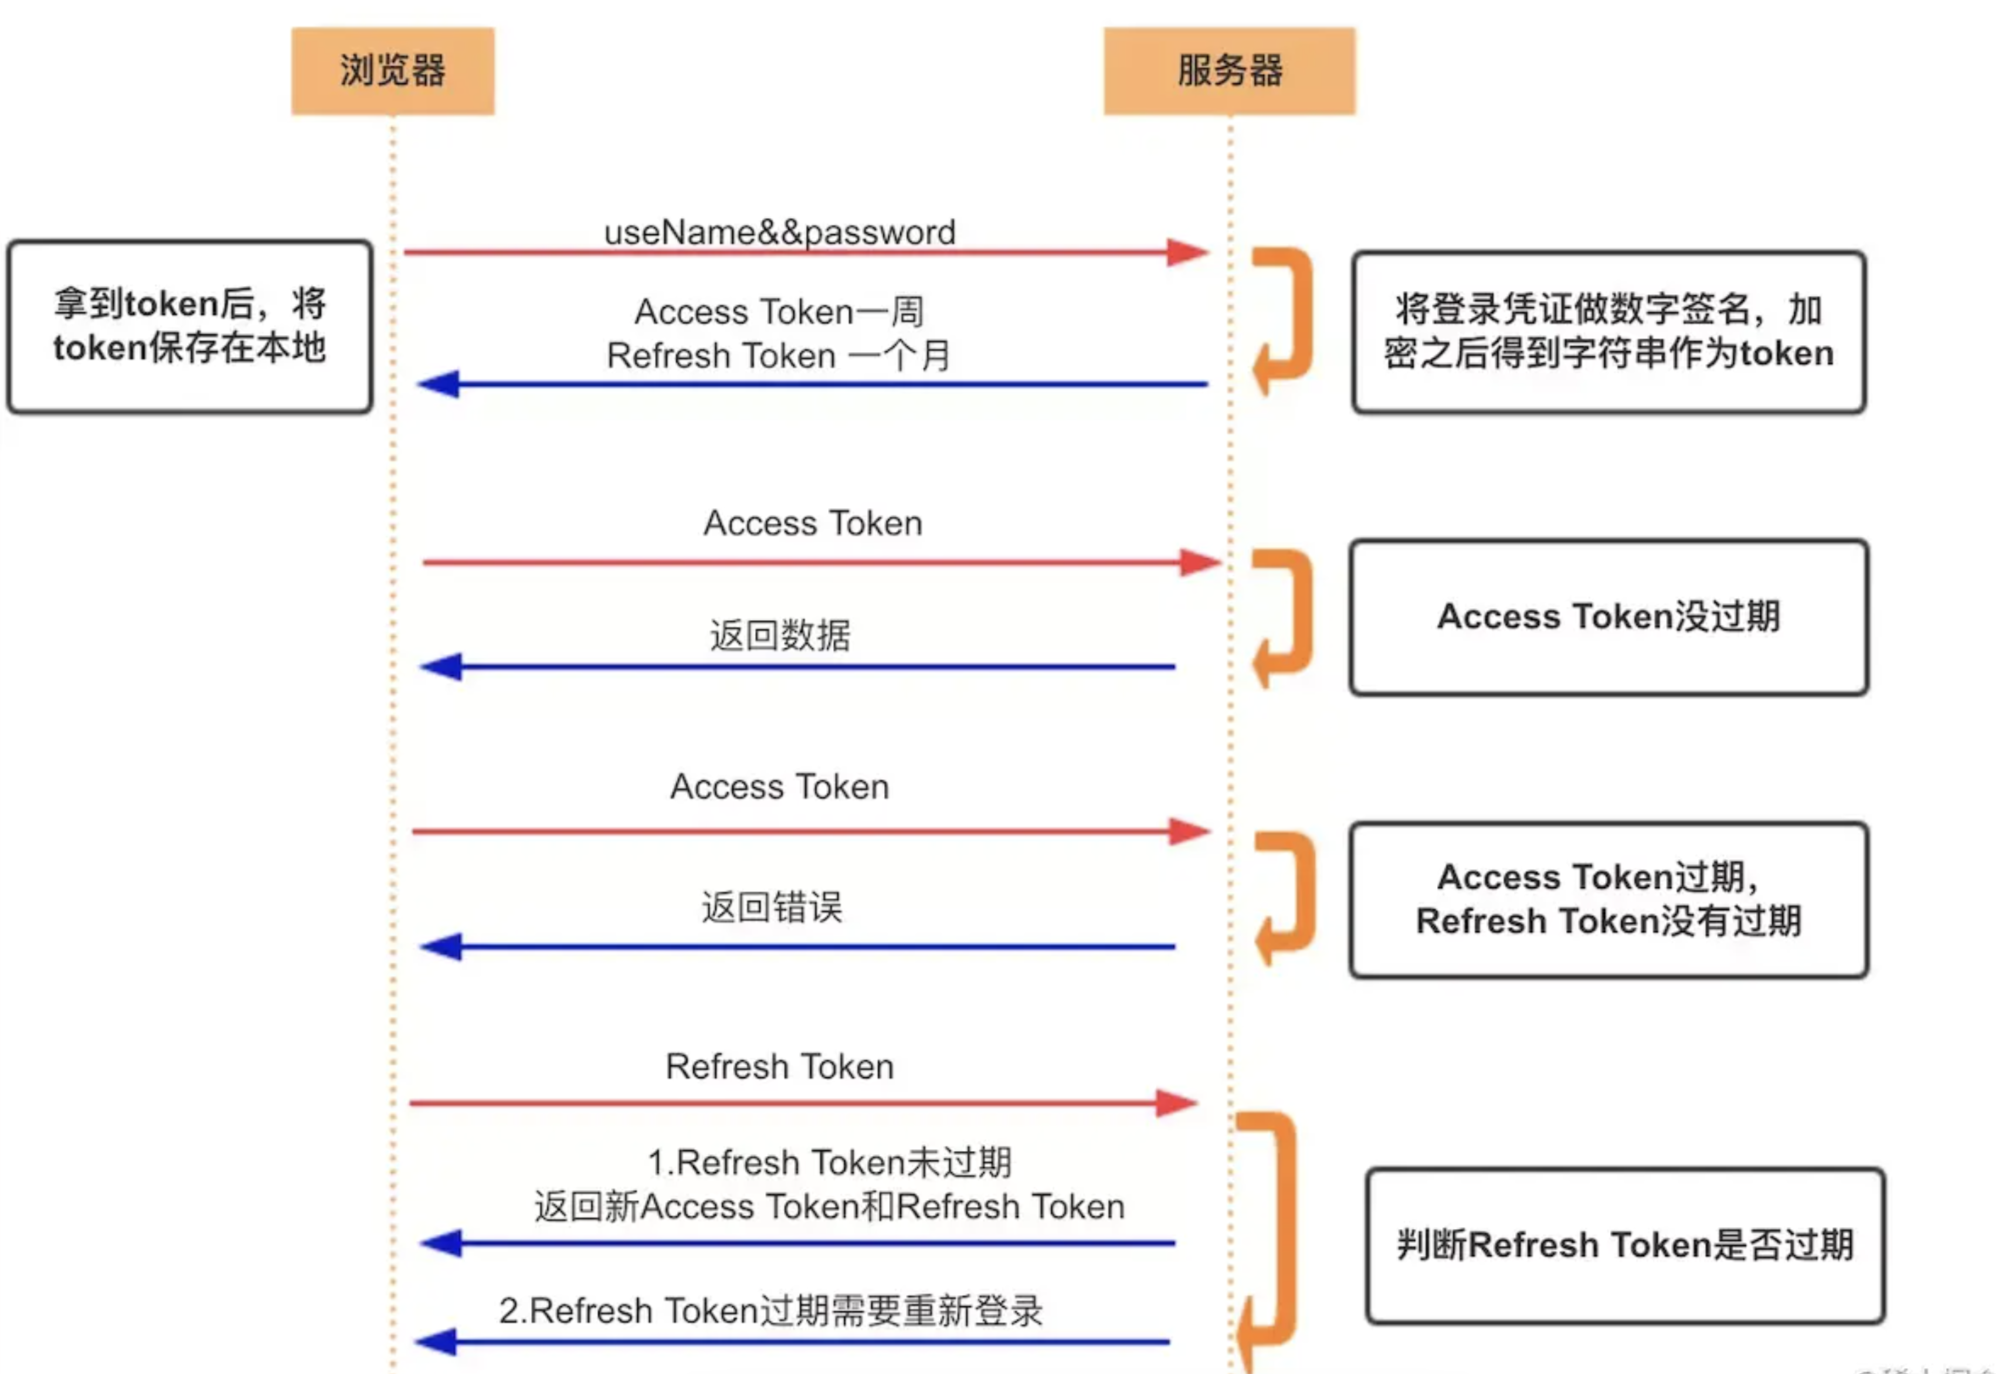 浏览器
服务器
useName&&password
Access Token一周
Refresh Token 一个月
拿到token后，将
token保存在本地
将登录凭证做数字签名，加
密之后得到字符串作为token
Access Token
返回数据
Access Token没过期
Access Token
返回错误
Access Token过期，
Refresh Token没有过期
Refresh Token
1.Refresh Token未过期
返回新Access Token和Refresh Token
判断Refresh Token是否过期
2.Refresh Token过期需要重新登录